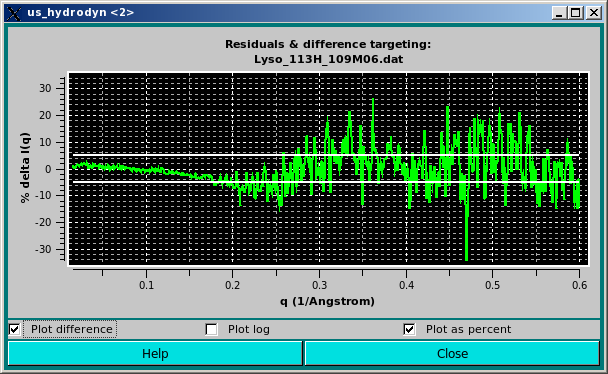 us_hydrodyn <2>
Residuals & difference targeting:
Lyso_113H_109M06.dat
% delta I(q)
30
20
10
0
-10
-20
-30
0.1 0.2 0.3 0.4 0.5 0.6
q (1/Angstrom)
Plot difference Plot log Plot as percent
Help Close